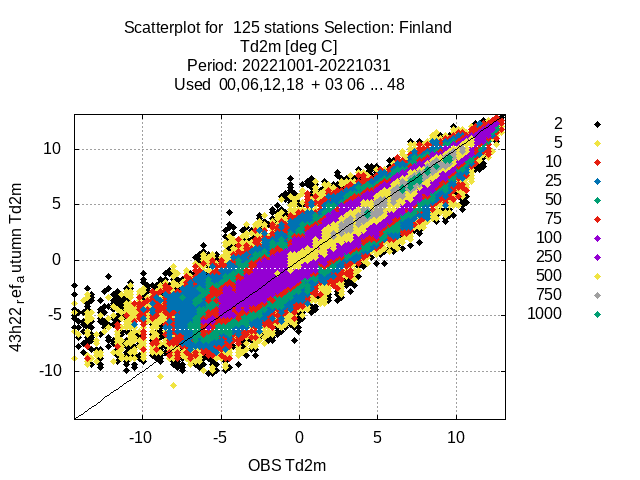 Scatterplot for 125 stations Selection: Finland
Td2m [deg C]
Period: 20221001-20221031
Used 00,06,12,18 + 03 06 ... 48
2
5
10
25
50
75
100
250
500
750
1000
10
5
0
-5
-10
43h22_ref_autumn Td2m
-10 -5 0 5 10
OBS Td2m